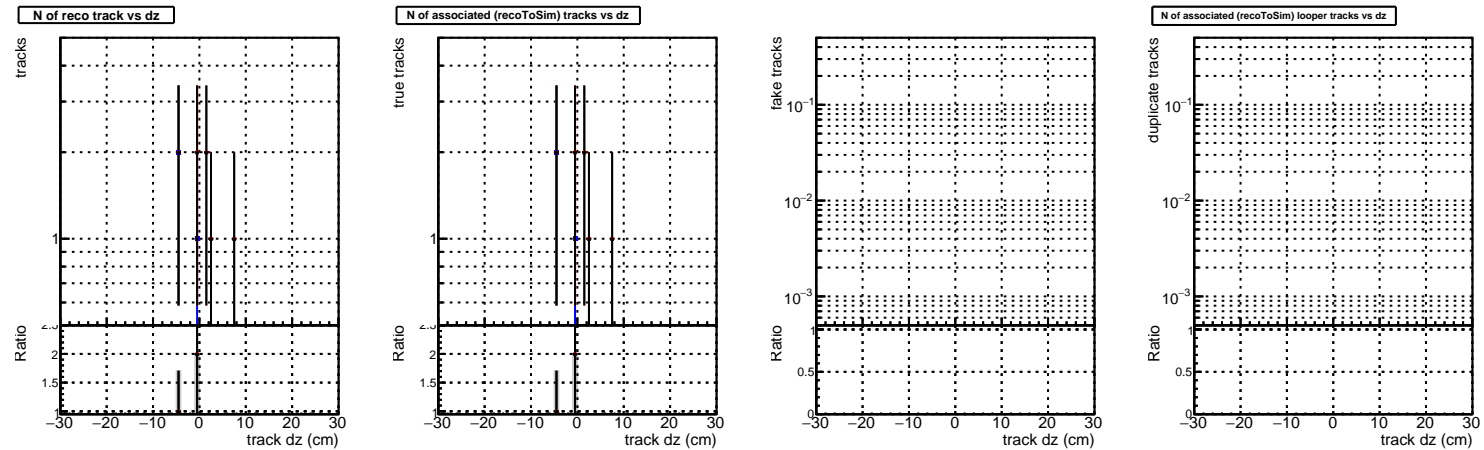 N of reco track vs dz
tracks
1
Ratio
2.5
2
1.5
1
−30 −20 −10 0 10 20 30
track dz (cm)
N of associated (recoToSim) tracks vs dz
true tracks
1
Ratio
2.5
2
1.5
1
−30 −20 −10 0 10 20 30
track dz (cm)
fake tracks
10−1
10−2
10−3
Ratio
1
0.5
0
−30 −20 −10 0 10 20 30
track dz (cm)
N of associated (recoToSim) looper tracks vs dz
duplicate tracks
10−1
10−2
10−3
Ratio
1
0.5
0
−30 −20 −10 0 10 20 30
track dz (cm)